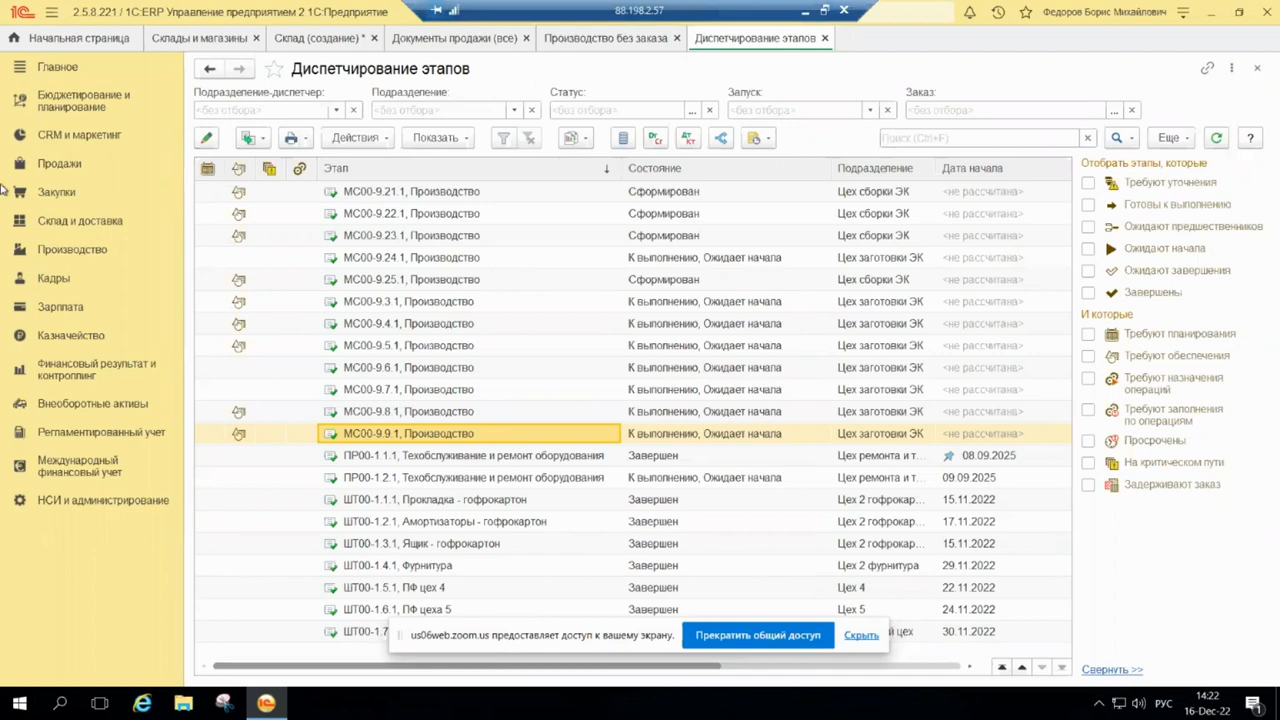 2.5.8.221 / 1С:ERP Управление предприятием 2 1С:Предприятие
88.198.2.57
Федоров Борис Михайлович
Начальная страница
Склады и магазины ×
Склад (создание) * ×
Документы продажи (все) ×
Производство без заказа ×
Диспетчирование этапов ×
Главное
Бюджетирование и
планирование
CRM и маркетинг
Продажи
Закупки
Склад и доставка
Производство
Кадры
Зарплата
Казначейство
Финансовый результат и
контроллинг
Внеоборотные активы
Регламентированный учет
Международный
финансовый учет
НСИ и администрирование
Диспетчирование этапов
Подразделение-диспетчер: Подразделение: Статус: Запуск: Заказ:
<без отбора> <без отбора> <без отбора> <без отбора> <без отбора>
Действия Показать Поиск (Ctrl+F) Еще ?
Этап Состояние Подразделение Дата начала
МС00-9.21.1, Производство Сформирован Цех сборки ЭК <не рассчитана>
МС00-9.22.1, Производство Сформирован Цех сборки ЭК <не рассчитана>
МС00-9.23.1, Производство Сформирован Цех сборки ЭК <не рассчитана>
МС00-9.24.1, Производство К выполнению, Ожидает начала Цех заготовки ЭК <не рассчитана>
МС00-9.25.1, Производство Сформирован Цех сборки ЭК <не рассчитана>
МС00-9.3.1, Производство К выполнению, Ожидает начала Цех заготовки ЭК <не рассчитана>
МС00-9.4.1, Производство К выполнению, Ожидает начала Цех заготовки ЭК <не рассчитана>
МС00-9.5.1, Производство К выполнению, Ожидает начала Цех заготовки ЭК <не рассчитана>
МС00-9.6.1, Производство К выполнению, Ожидает начала Цех заготовки ЭК <не рассчитана>
МС00-9.7.1, Производство К выполнению, Ожидает начала Цех заготовки ЭК <не рассчитана>
МС00-9.8.1, Производство К выполнению, Ожидает начала Цех заготовки ЭК <не рассчитана>
МС00-9.9.1, Производство К выполнению, Ожидает начала Цех заготовки ЭК <не рассчитана>
ПР00-1.1.1, Техобслуживание и ремонт оборудования Завершен Цех ремонта и т... 08.09.2025
ПР00-1.2.1, Техобслуживание и ремонт оборудования К выполнению, Ожидает начала Цех ремонта и т... 09.09.2025
ШТ00-1.1.1, Прокладка - гофрокартон Завершен Цех 2 гофрокар... 15.11.2022
ШТ00-1.2.1, Амортизаторы - гофрокартон Завершен Цех 2 гофрокар... 17.11.2022
ШТ00-1.3.1, Ящик - гофрокартон Завершен Цех 2 гофрокар... 15.11.2022
ШТ00-1.4.1, Фурнитура Завершен Цех 2 фурнитура 29.11.2022
ШТ00-1.5.1, ПФ цех 4 Завершен Цех 4 22.11.2022
ШТ00-1.6.1, ПФ цеха 5 Завершен Цех 5 24.11.2022
ШТ00-1.7 й цех 30.11.2022
us06web.zoom.us предоставляет доступ к вашему экрану. Прекратить общий доступ Скрыть
Отобрать этапы, которые
Требуют уточнения
Готовы к выполнению
Ожидают предшественников
Ожидают начала
Ожидают завершения
Завершены
И которые
Требуют планирования
Требуют обеспечения
Требуют назначения
операций
Требуют заполнения
по операциям
Просрочены
На критическом пути
Задерживают заказ
Свернуть >>
РУС
14:22
16-Dec-22
1